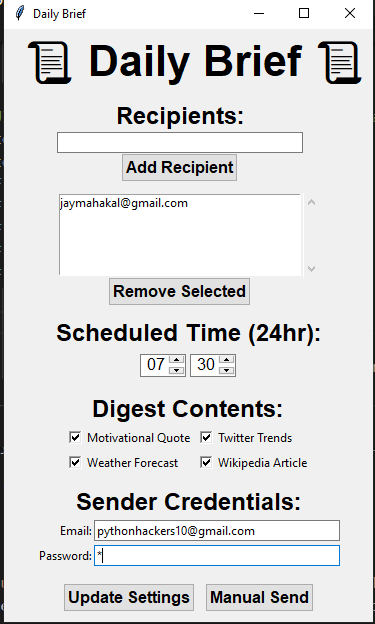 Daily Brief
📜 Daily Brief 📜
Recipients:
Add Recipient
jaymahakal@gmail.com
Remove Selected
Scheduled Time (24hr):
07 30
Digest Contents:
Motivational Quote Twitter Trends
Weather Forecast Wikipedia Article
Sender Credentials:
Email: pythonhackers10@gmail.com
Password: *
Update Settings Manual Send